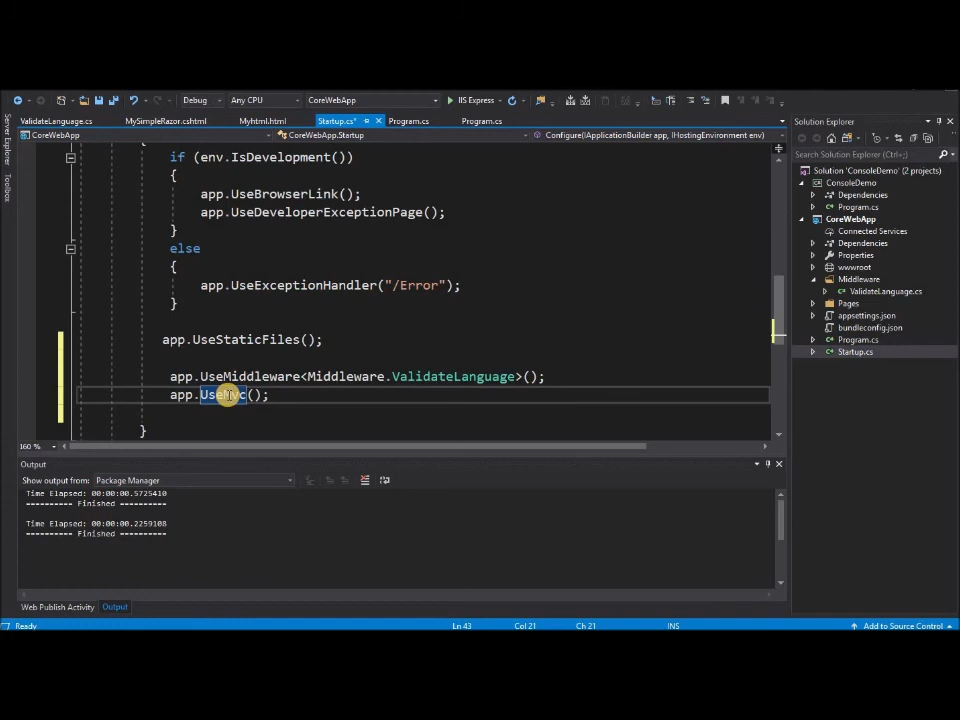 Debug Any CPU CoreWebApp IIS Express
ValidateLanguage.cs MySimpleRazor.cshtml Myhtml.html Startup.cs* Program.cs Program.cs
CoreWebApp CoreWebApp.Startup Configure(IApplicationBuilder app, IHostingEnvironment env)
Server Explorer
Toolbox
if (env.IsDevelopment())
{
app.UseBrowserLink();
app.UseDeveloperExceptionPage();
}
else
{
app.UseExceptionHandler("/Error");
}
app.UseStaticFiles();
app.UseMiddleware<Middleware.ValidateLanguage>();
app.UseMvc();
}
160 %
Output
Show output from: Package Manager
Time Elapsed: 00:00:00.5725410
========== Finished ==========
Time Elapsed: 00:00:00.2259108
========== Finished ==========
Web Publish Activity Output
Solution Explorer
Search Solution Explorer (Ctrl+;)
Solution 'ConsoleDemo' (2 projects)
ConsoleDemo
Dependencies
Program.cs
CoreWebApp
Connected Services
Dependencies
Properties
wwwroot
Middleware
ValidateLanguage.cs
Pages
appsettings.json
bundleconfig.json
Program.cs
Startup.cs
Ready Ln 43 Col 21 Ch 21 INS Add to Source Control